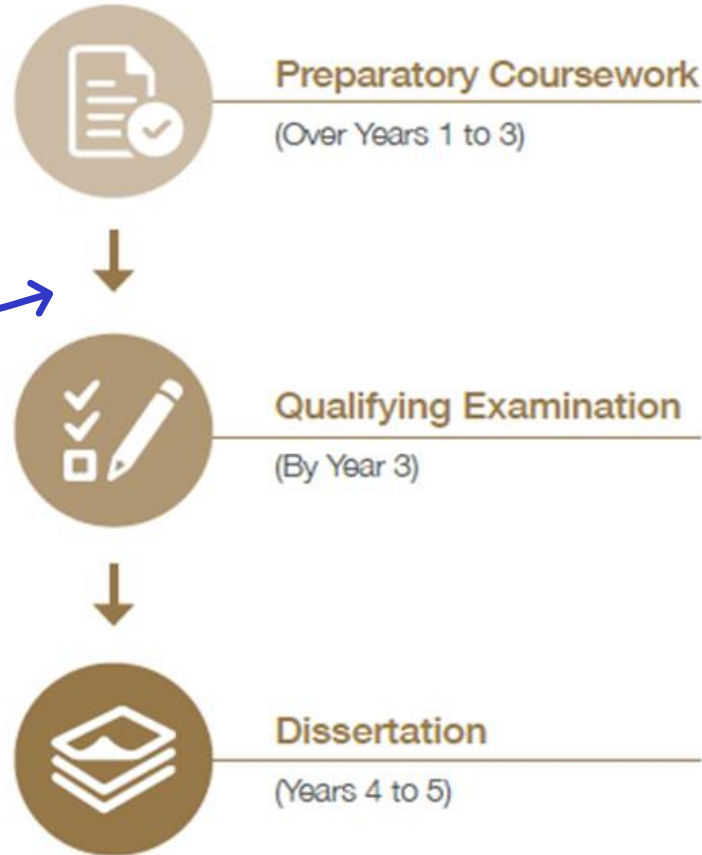 Preparatory Coursework
(Over Years 1 to 3)
Qualifying Examination
(By Year 3)
Dissertation
(Years 4 to 5)